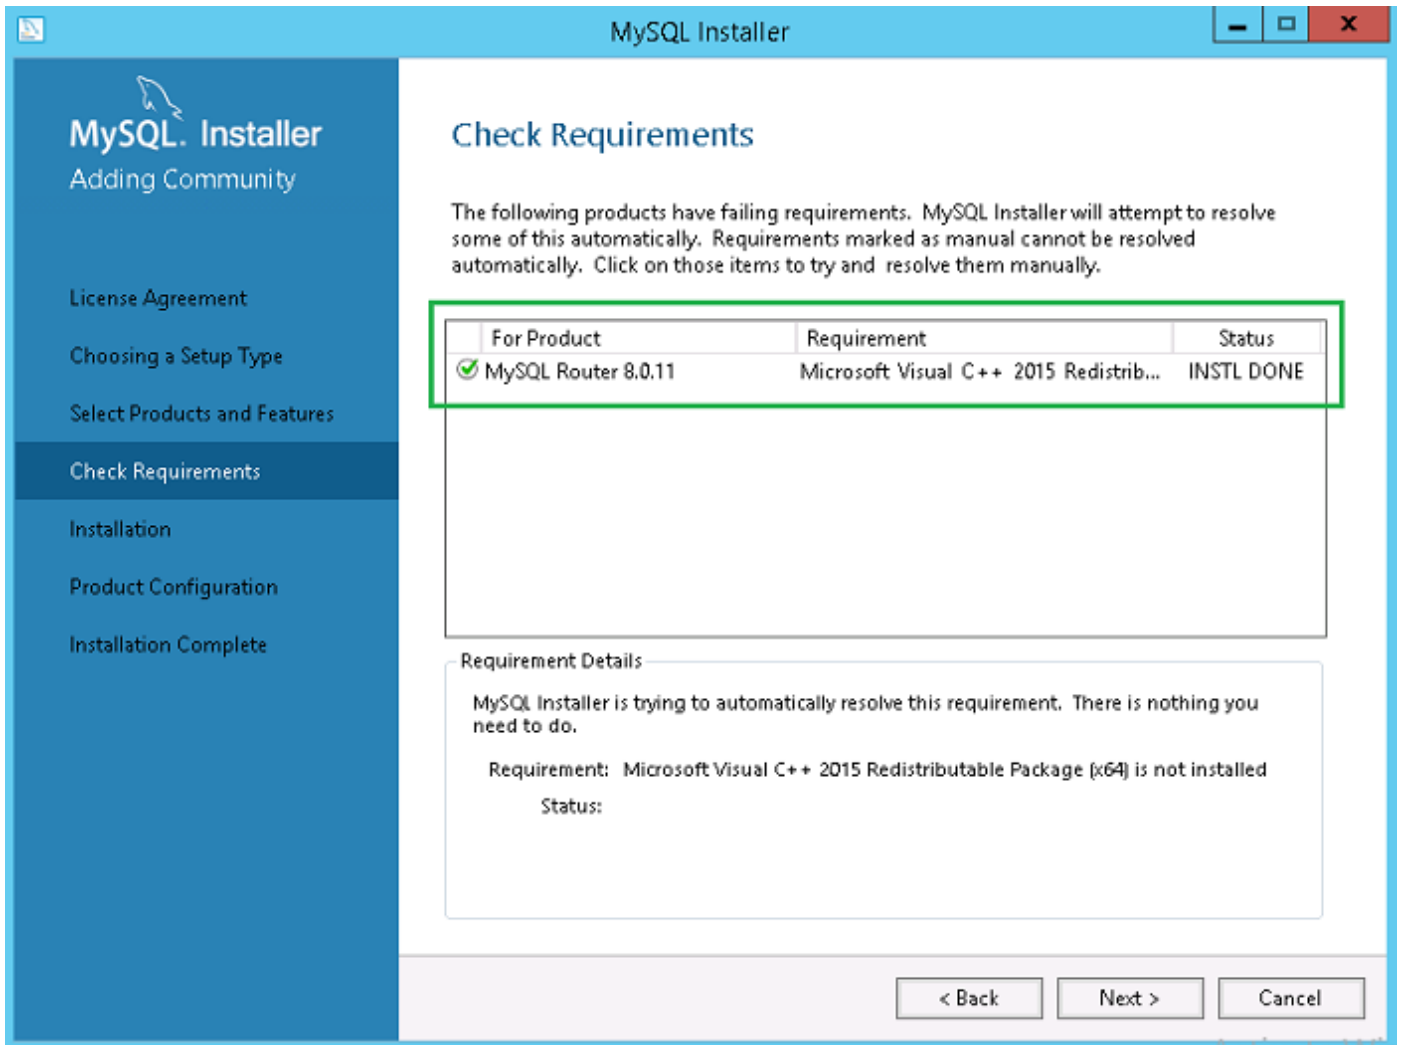 MySQL Installer
MySQL. Installer
Adding Community
License Agreement
Choosing a Setup Type
Select Products and Features
Check Requirements
Installation
Product Configuration
Installation Complete
Check Requirements
The following products have failing requirements. MySQL Installer will attempt to resolve
some of this automatically. Requirements marked as manual cannot be resolved
automatically. Click on those items to try and resolve them manually.
For Product Requirement Status
MySQL Router 8.0.11 Microsoft Visual C++ 2015 Redistrib... INSTL DONE
Requirement Details
MySQL Installer is trying to automatically resolve this requirement. There is nothing you
need to do.
Requirement: Microsoft Visual C++ 2015 Redistributable Package (x64) is not installed
Status:
< Back Next > Cancel